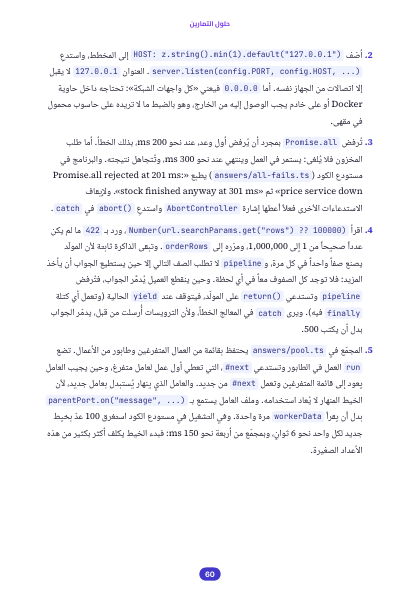 حلول التمارين
2. أضف HOST: z.string().min(1).default("127.0.0.1") إلى المخطط، واستدع
server.listen(config.PORT, config.HOST, ...) . العنوان 127.0.0.1 لا يقبل
إلا اتصالات من الجهاز نفسه. أما 0.0.0.0 فيعني «كل واجهات الشبكة»: تحتاجه داخل حاوية
Docker أو على خادم يجب الوصول إليه من الخارج، وهو بالضبط ما لا تريده على حاسوب محمول
في مقهى.
3. تُرفض Promise.all بمجرد أن يُرفض أول وعد، عند نحو 200 ms، بذلك الخطأ. أما طلب
المخزون فلا يُلغى: يستمر في العمل وينتهي عند نحو 300 ms، وتُتجاهل نتيجته. والبرنامج في
مستودع الكود ( answers/all-fails.ts ) يطبع «Promise.all rejected at 201 ms:
price service down» ثم «stock finished anyway at 301 ms». ولإيقاف
الاستدعاءات الأخرى فعلاً أعطها إشارة AbortController واستدع abort() في catch .
4. اقرأ Number(url.searchParams.get("rows") ?? 100000) ، ورد بـ 422 ما لم يكن
عدداً صحيحاً من 1 إلى 1,000,000، ومرّره إلى orderRows . وتبقى الذاكرة ثابتة لأن المولّد
يصنع صفاً واحداً في كل مرة، و pipeline لا تطلب الصف التالي إلا حين يستطيع الجواب أن يأخذ
المزيد: فلا توجد كل الصفوف معاً في أي لحظة. وحين ينقطع العميل يُدمَّر الجواب، فتُرفض
pipeline وتستدعي return() على المولّد، فيتوقف عند yield الحالية (وتعمل أي كتلة
finally فيه). ويرى catch في المعالج الخطأ، ولأن الترويسات أُرسلت من قبل، يدمّر الجواب
بدل أن يكتب 500.
5. المجمّع في answers/pool.ts يحتفظ بقائمة من العمال المتفرغين وطابور من الأعمال. تضع
run العمل في الطابور وتستدعي #next ، التي تعطي أول عمل لعامل متفرغ، وحين يجيب العامل
يعود إلى قائمة المتفرغين وتعمل #next من جديد. والعامل الذي ينهار يُستبدل بعامل جديد، لأن
الخيط المنهار لا يُعاد استخدامه. وملف العامل يستمع بـ parentPort.on("message", ...)
بدل أن يقرأ workerData مرة واحدة. وفي التشغيل في مستودع الكود استغرق 100 عدّ بخيط
جديد لكل واحد نحو 6 ثوانٍ، وبمجمّع من أربعة نحو 150 ms: فبدء الخيط يكلف أكثر بكثير من هذه
الأعداد الصغيرة.
60